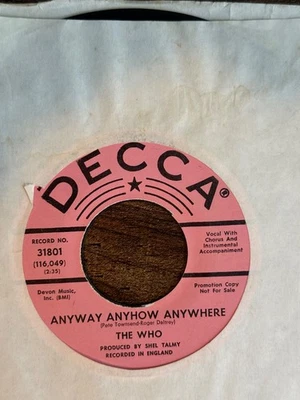 "DECCA"®
RECORD NO.
31801
(116,049)
(2:35)
Vocal With
Chorus And
Instrumental
Accompaniment
Devon Music,
Inc. (BMI)
Promotion Copy
Not For Sale
ANYWAY ANYHOW ANYWHERE
(Pete Townsend-Roger Deltrey)
THE WHO
PRODUCED BY SHEL TALMY
RECORDED IN ENGLAND